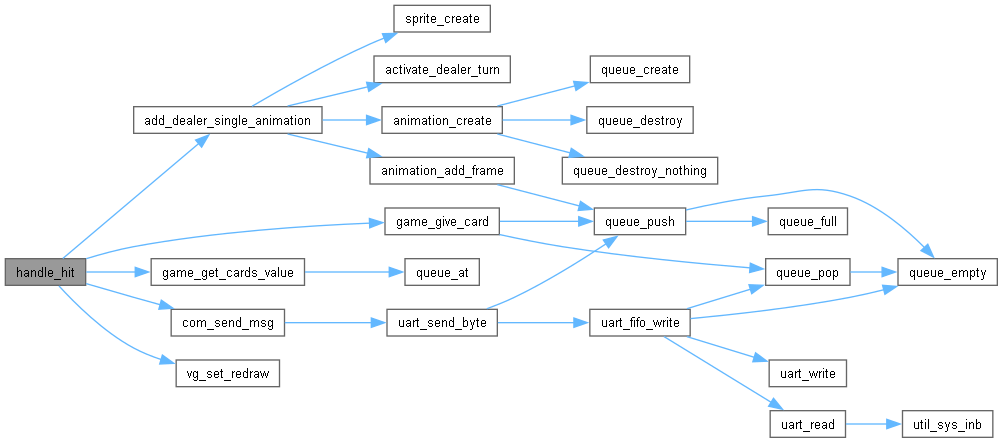 sprite_create
activate_dealer_turn
queue_create
add_dealer_single_animation
animation_create
queue_destroy
animation_add_frame
queue_destroy_nothing
game_give_card
queue_push
queue_full
handle_hit
game_get_cards_value
queue_at
queue_pop
queue_empty
com_send_msg
uart_send_byte
uart_fifo_write
vg_set_redraw
uart_write
uart_read
util_sys_inb